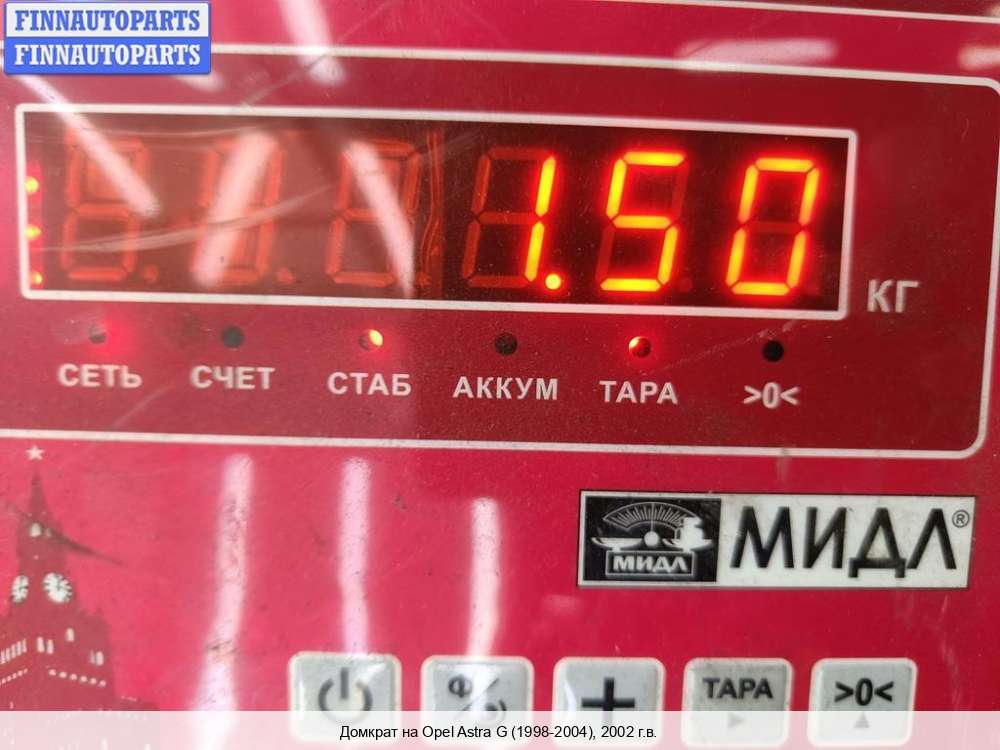 FINNAUTOPARTS
FINNAUTOPARTS
1.50
КГ
СЕТЬ СЧЕТ СТАБ АККУМ ТАРА >0<
МИДЛ МИДЛ®
ТАРА >0<
Домкрат на Opel Astra G (1998-2004), 2002 г.в.